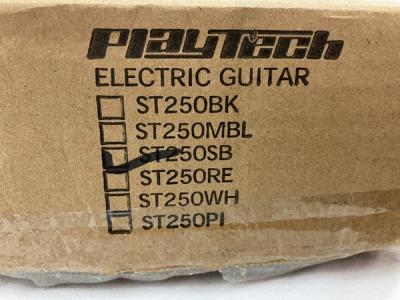 PLAYTECH
ELECTRIC GUITAR
ST250BK
ST250MBL
ST250SB
ST250RE
ST250WH
ST250PI